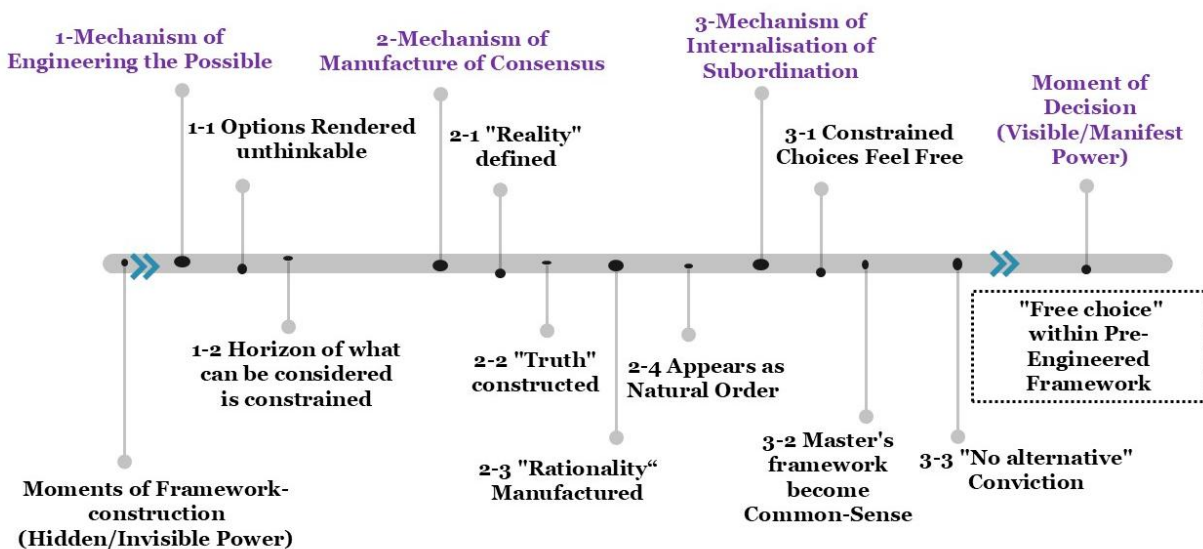 1-Mechanism of
Engineering the Possible
1-1 Options Rendered
unthinkable
1-2 Horizon of what
can be considered
is constrained
Moments of Framework-
construction
(Hidden/Invisible Power)
2-Mechanism of
Manufacture of Consensus
2-1 "Reality"
defined
2-2 "Truth"
constructed
2-3 "Rationality“
Manufactured
2-4 Appears as
Natural Order
3-Mechanism of
Internalisation of
Subordination
3-1 Constrained
Choices Feel Free
3-2 Master's
framework
become
Common-Sense
3-3 "No alternative"
Conviction
Moment of
Decision
(Visible/Manifest
Power)
"Free choice"
within Pre-
Engineered
Framework